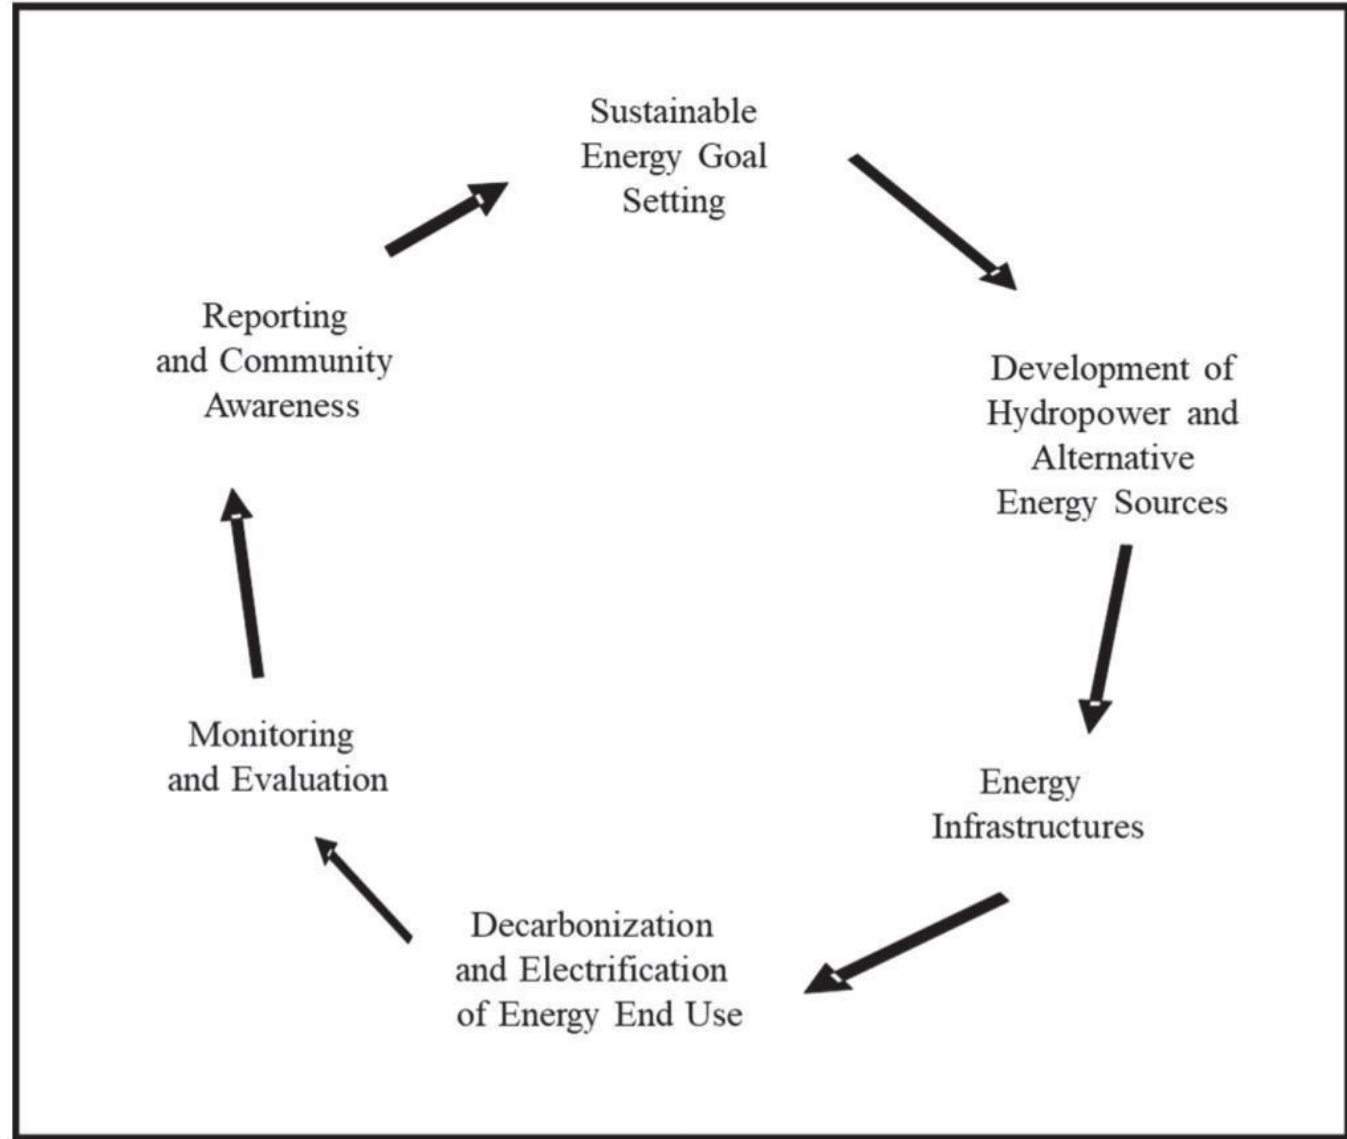 Sustainable
Energy Goal
Setting
Development of
Hydropower and
Alternative
Energy Sources
Energy
Infrastructures
Decarbonization
and Electrification
of Energy End Use
Monitoring
and Evaluation
Reporting
and Community
Awareness